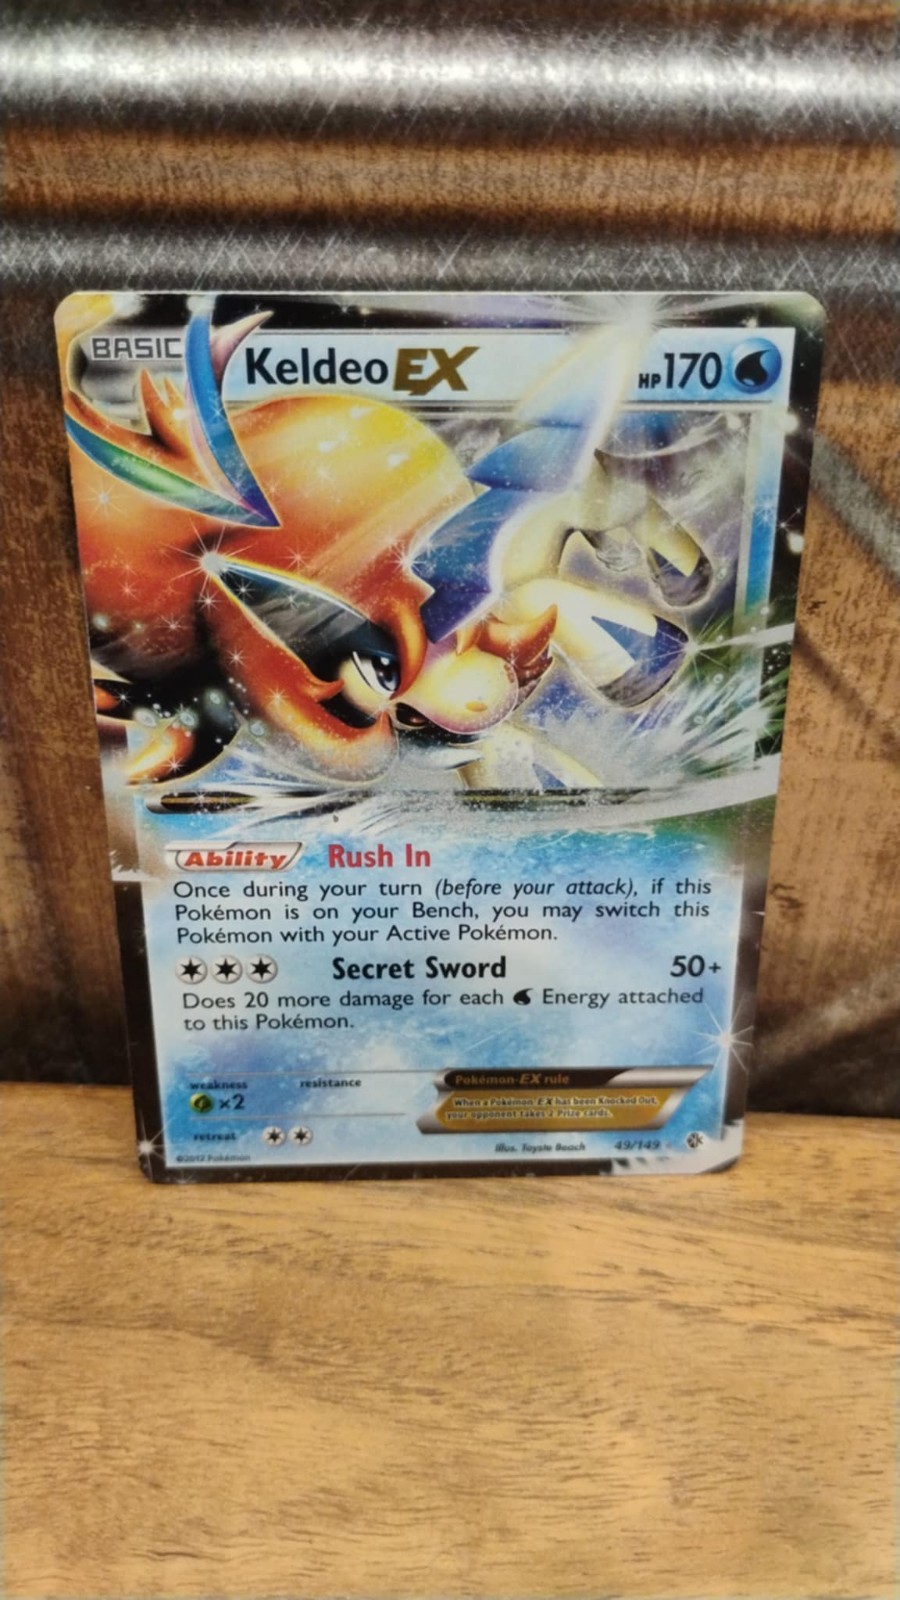 BASIC Keldeo EX HP 170
Ability Rush In
Once during your turn (before your attack), if this
Pokémon is on your Bench, you may switch this
Pokémon with your Active Pokémon.
Secret Sword 50+
Does 20 more damage for each Energy attached
to this Pokémon.
weakness resistance
×2
retreat
Pokémon-EX rule
When a Pokémon-EX has been Knocked Out,
your opponent takes 2 Prize cards.
Illus. Toyste Beach 49/149
©2012 Pokémon